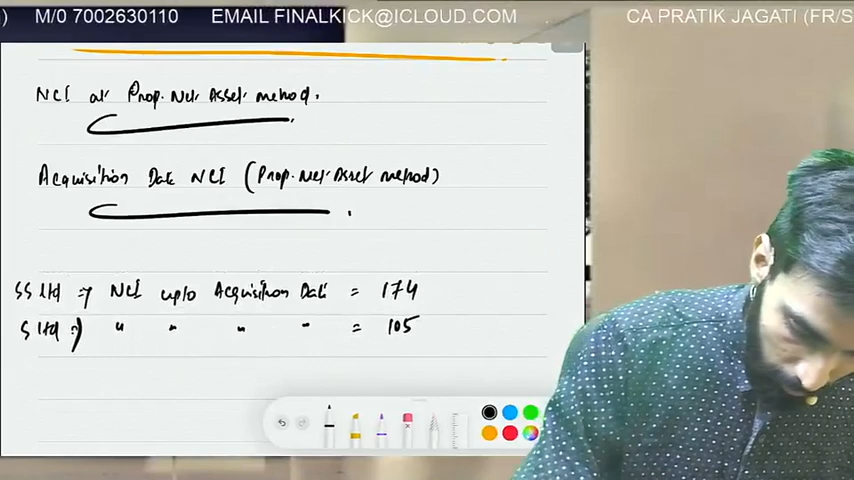 ) M/0 7002630110 EMAIL FINALKICK@ICLOUD.COM CA PRATIK JAGATI (FR/S
NCI at Prop. Net Asset method.
Acquisition Date NCI (Prop. Net Asset method)
SS Ltd => NCI upto Acquisition Date = 174
S Ltd => " " " " = 105